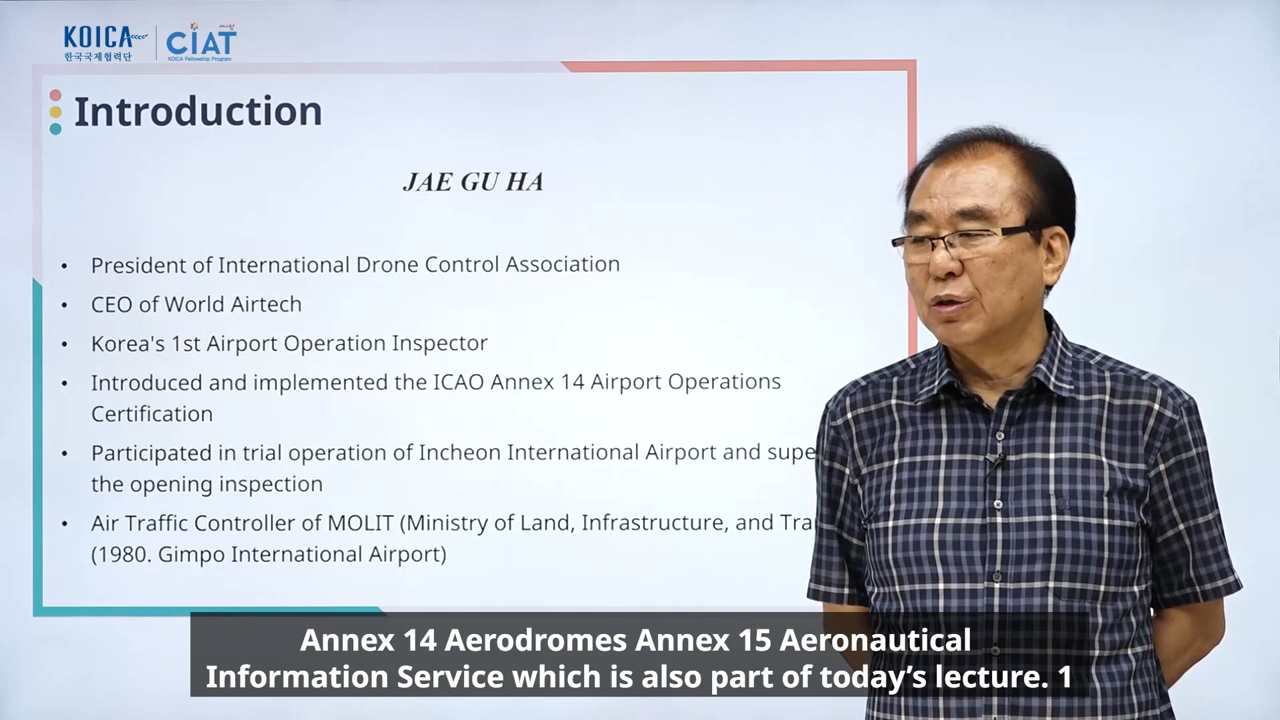 KOICA
한국국제협력단
CIAT
KOICA Fellowship Program
Introduction
JAE GU HA
• President of International Drone Control Association
• CEO of World Airtech
• Korea's 1st Airport Operation Inspector
• Introduced and implemented the ICAO Annex 14 Airport Operations
Certification
• Participated in trial operation of Incheon International Airport and supe
the opening inspection
• Air Traffic Controller of MOLIT (Ministry of Land, Infrastructure, and Tra
(1980. Gimpo International Airport)
Annex 14 Aerodromes Annex 15 Aeronautical
Information Service which is also part of today’s lecture. 1